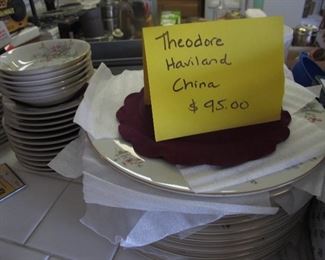 Theodore
Haviland
China
$95.00